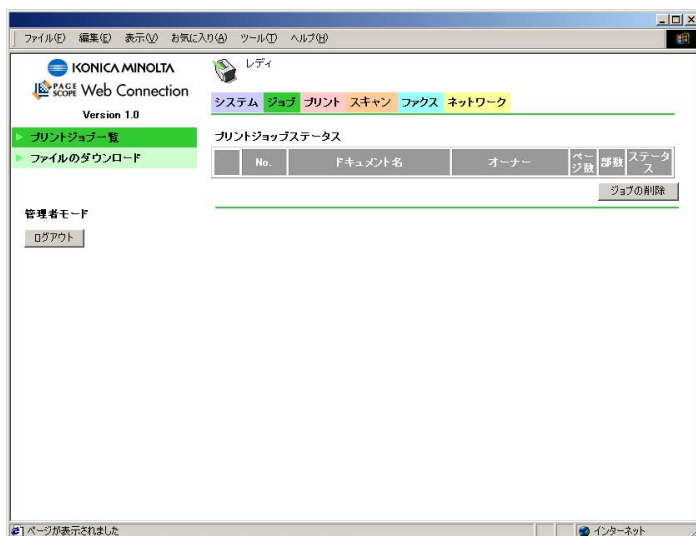 ファイル(F) 編集(E) 表示(V) お気に入り(A) ツール(T) ヘルプ(H)
KONICA MINOLTA
PAGE SCOPE Web Connection
Version 1.0
レディ
システム ジョブ プリント スキャン ファクス ネットワーク
プリントジョブ一覧
ファイルのダウンロード
プリントジョッブステータス
No. ドキュメント名 オーナー ページ数 部数 ステータス
ジョブの削除
管理者モード
ログアウト
ページが表示されました
インターネット